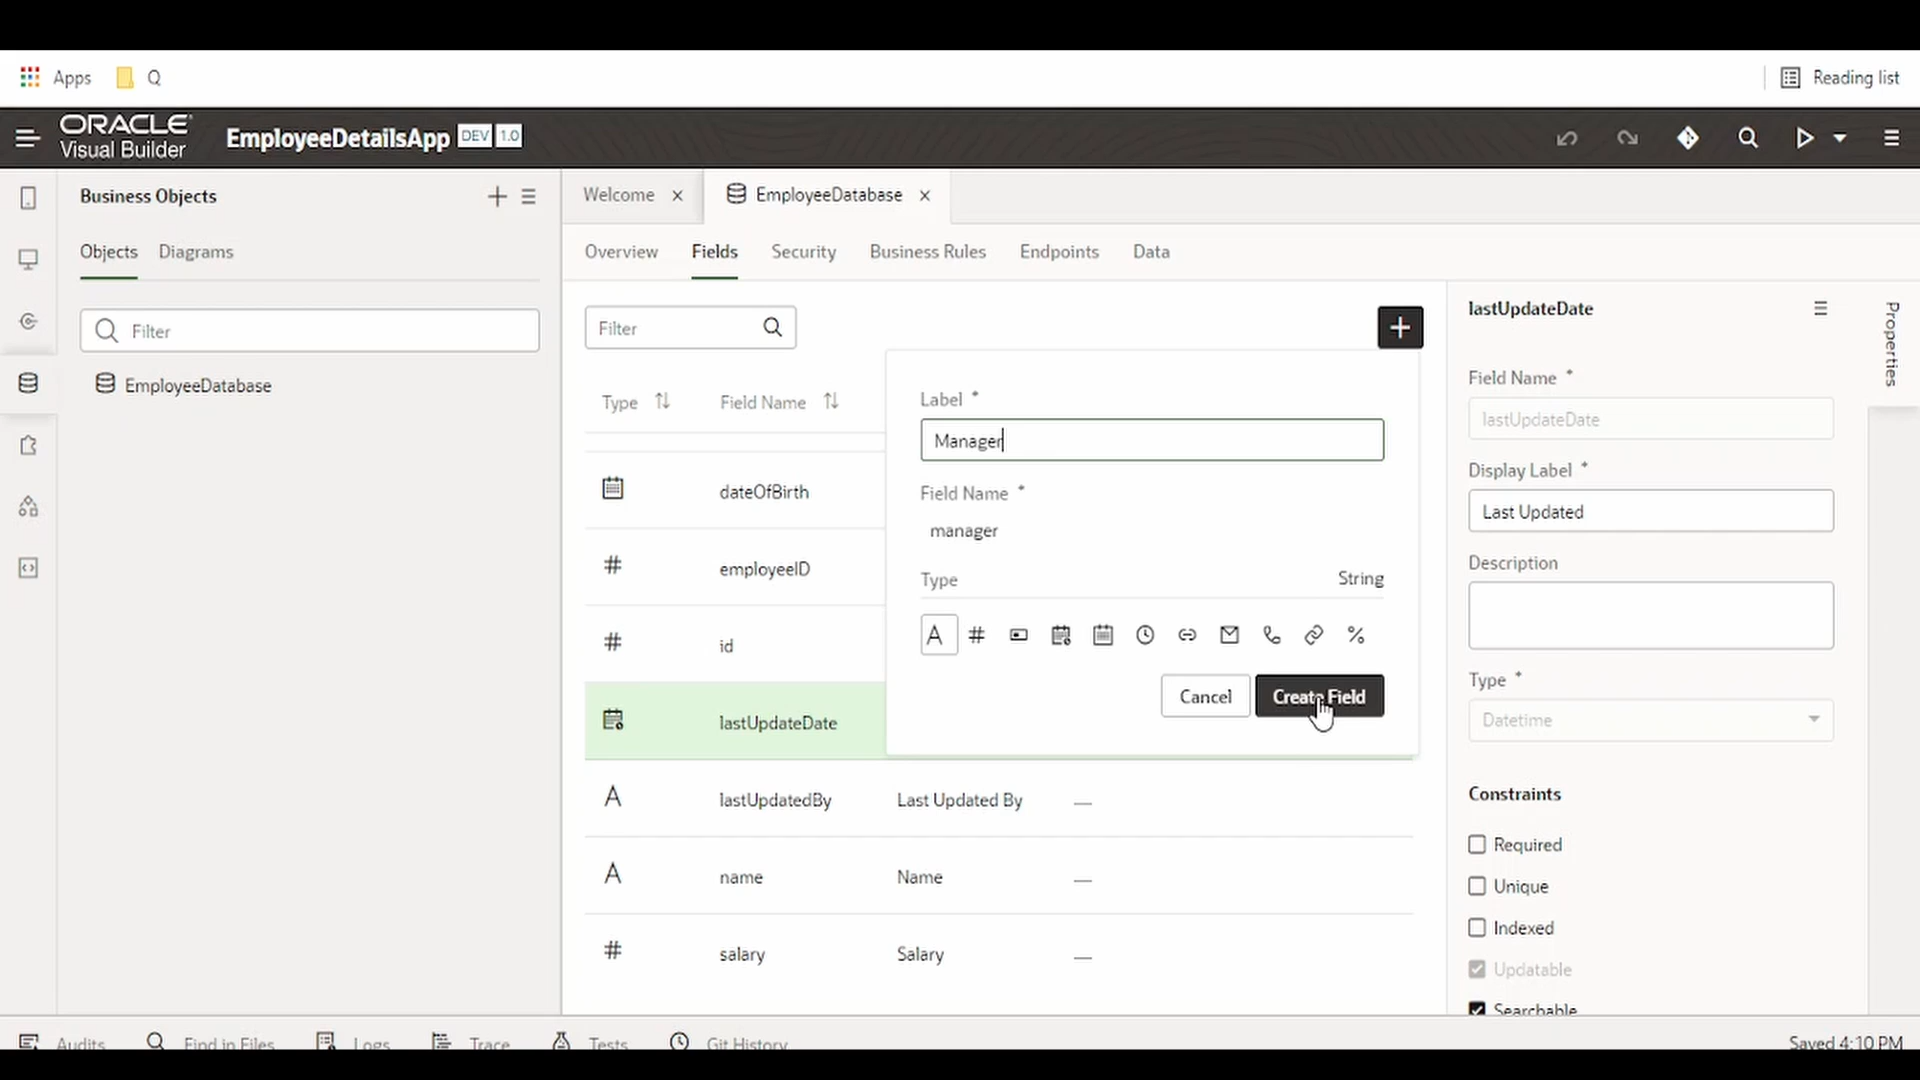 Apps Q Reading list
ORACLE
Visual Builder
EmployeeDetailsApp DEV 1.0
Business Objects
Welcome EmployeeDatabase
Objects Diagrams
Overview Fields Security Business Rules Endpoints Data
Filter
EmployeeDatabase
Filter
Type Field Name
dateOfBirth
# employeeID
# id
lastUpdateDate
A lastUpdatedBy Last Updated By —
A name Name —
# salary Salary —
Label *
Manager
Field Name *
manager
Type String
A # %
Cancel Create Field
lastUpdateDate
Properties
Field Name *
lastUpdateDate
Display Label *
Last Updated
Description
Type *
Datetime
Constraints
Required
Unique
Indexed
Updatable
Searchable
Audits Find in Files Logs Trace Tests Git History Saved 4:10 PM